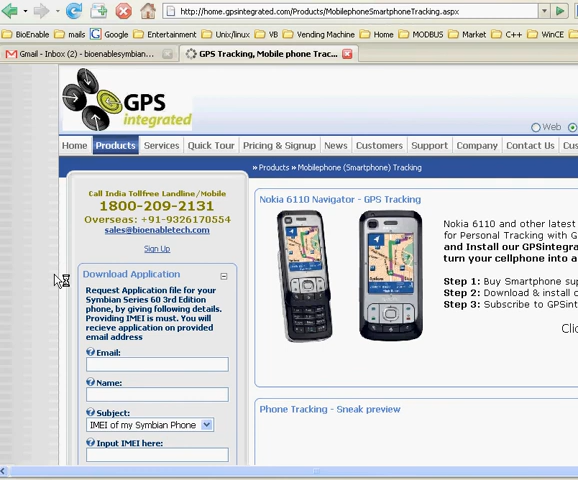 http://home.gpsintegrated.com/Products/MobilephoneSmartphoneTracking.aspx
BioEnable mails Google Entertainment Unix/linux VB Vending Machine Home MODBUS Market C++ WinCE
Gmail - Inbox (2) - bioenablesymbian... GPS Tracking, Mobile phone Trac...
GPS
integrated
Web
Home Products Services Quick Tour Pricing & Signup News Customers Support Company Contact Us Cus
» Products » Mobilephone (Smartphone) Tracking
Call India Tollfree Landline/Mobile
1800-209-2131
Overseas: +91-9326170554
sales@bioenabletech.com
Sign Up
Download Application
Request Application file for your
Symbian Series 60 3rd Edition
phone, by giving following details.
Providing IMEI is must. You will
recieve application on provided
email address
Email:
Name:
Subject:
IMEI of my Symbian Phone
Input IMEI here:
Nokia 6110 Navigator - GPS Tracking
Nokia 6110 and other latest
for Personal Tracking with G
and Install our GPSintegra
turn your cellphone into a
Step 1: Buy Smartphone sup
Step 2: Download & install c
Step 3: Subscribe to GPSint
Clic
Phone Tracking - Sneak preview